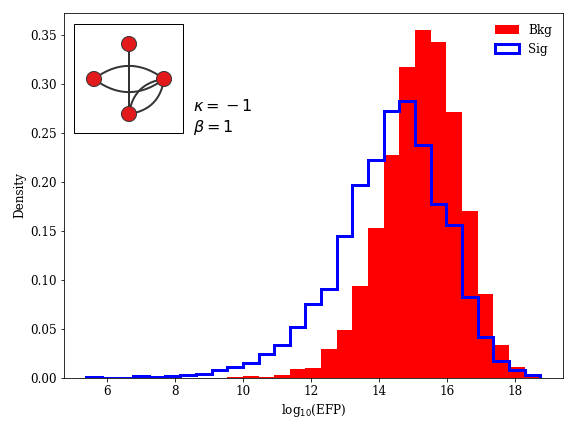 0.35
0.30
0.25
0.20
0.15
0.10
0.05
0.00
Density
κ = −1
β = 1
Bkg
Sig
6 8 10 12 14 16 18
log₁₀(EFP)